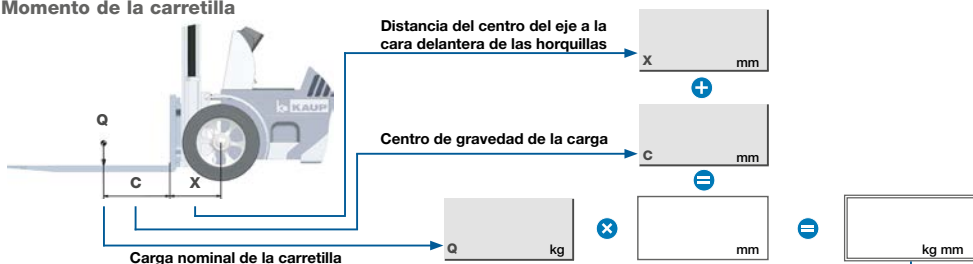 Momento de la carretilla
Distancia del centro del eje a la
cara delantera de las horquillas
X mm
KAUP
Q
Centro de gravedad de la carga
C mm
C X
Q kg
mm
kg mm
Carga nominal de la carretilla